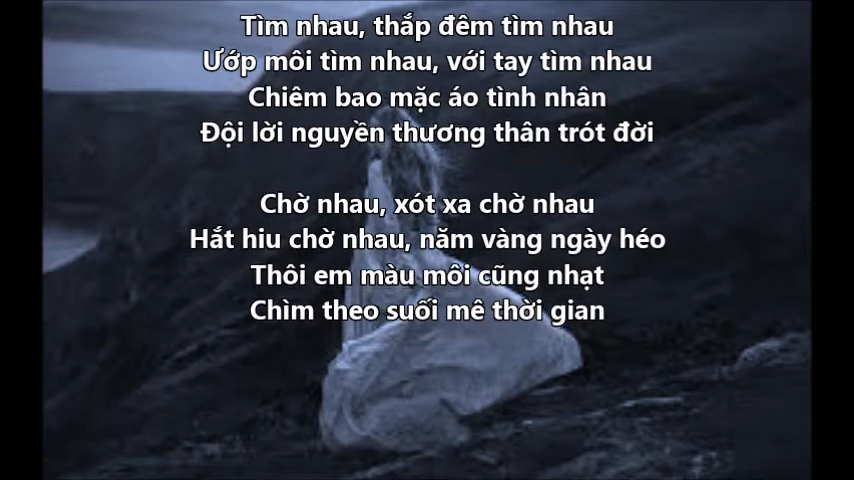 Tìm nhau, thắp đêm tìm nhau
Ướp môi tìm nhau, với tay tìm nhau
Chiêm bao mặc áo tình nhân
Đội lời nguyền thương thân trót đời
Chờ nhau, xót xa chờ nhau
Hắt hiu chờ nhau, năm vàng ngày héo
Thôi em màu môi cũng nhạt
Chìm theo suối mê thời gian